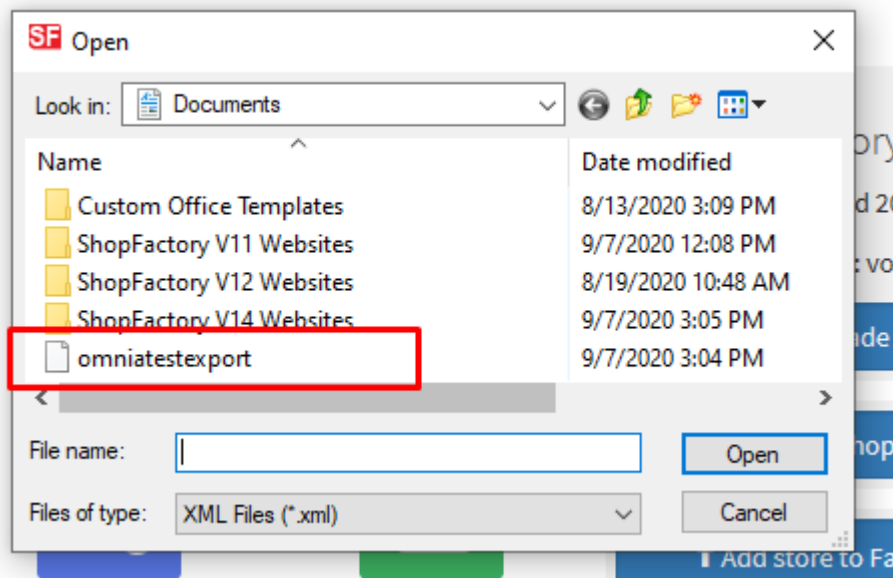 SF Open
Look in: Documents
Name Date modified
Custom Office Templates 8/13/2020 3:09 PM
ShopFactory V11 Websites 9/7/2020 12:08 PM
ShopFactory V12 Websites 8/19/2020 10:48 AM
ShopFactory V14 Websites 9/7/2020 3:05 PM
omniatestexport 9/7/2020 3:04 PM
File name: Open
Files of type: XML Files (*.xml) Cancel
Add store to Fa